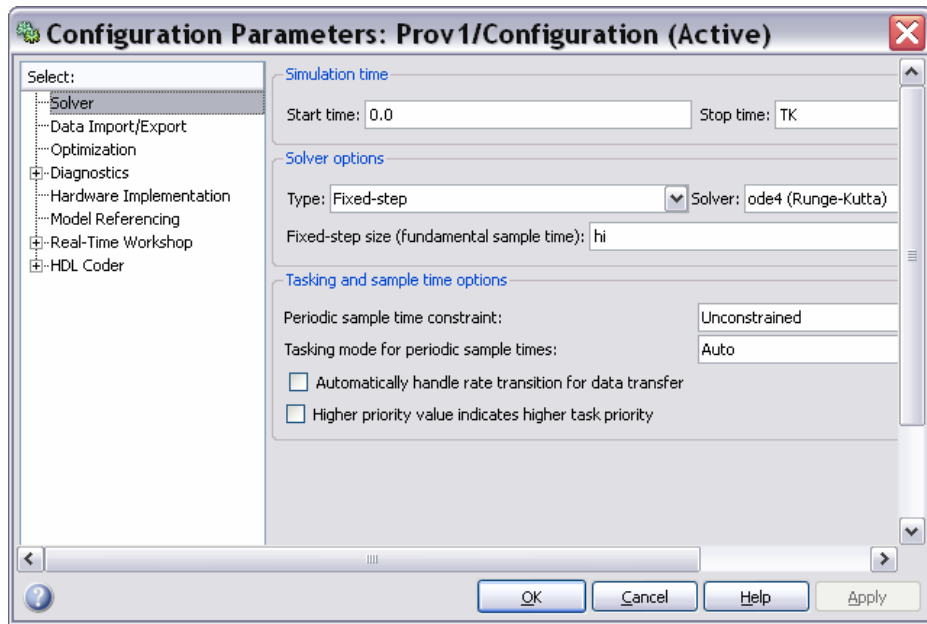 Configuration Parameters: Prov1/Configuration (Active)
Select:
Solver
Data Import/Export
Optimization
Diagnostics
Hardware Implementation
Model Referencing
Real-Time Workshop
HDL Coder
Simulation time
Start time: 0.0 Stop time: TK
Solver options
Type: Fixed-step Solver: ode4 (Runge-Kutta)
Fixed-step size (fundamental sample time): hi
Tasking and sample time options
Periodic sample time constraint: Unconstrained
Tasking mode for periodic sample times: Auto
Automatically handle rate transition for data transfer
Higher priority value indicates higher task priority
OK Cancel Help Apply